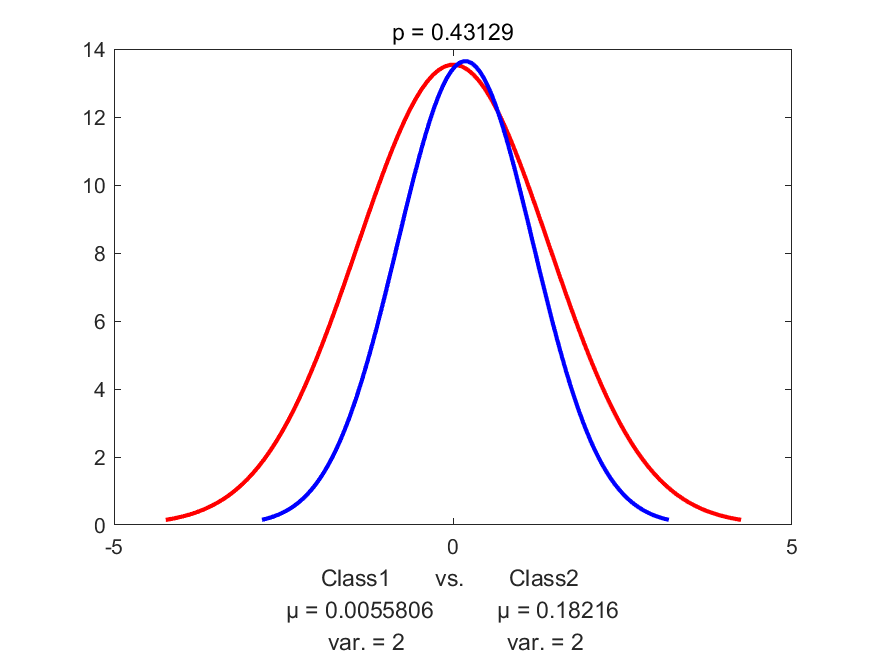 p = 0.43129
14
12
10
8
6
4
2
0
-5 0 5
Class1 vs. Class2
μ = 0.0055806 μ = 0.18216
var. = 2 var. = 2